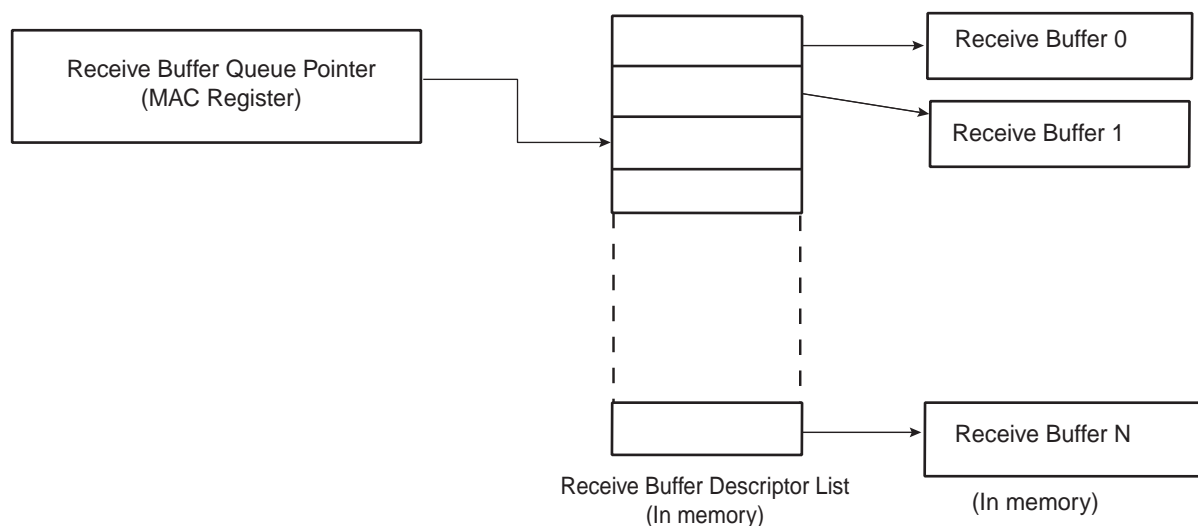 Receive Buffer Queue Pointer
(MAC Register)
Receive Buffer 0
Receive Buffer 1
Receive Buffer N
Receive Buffer Descriptor List
(In memory)
(In memory)